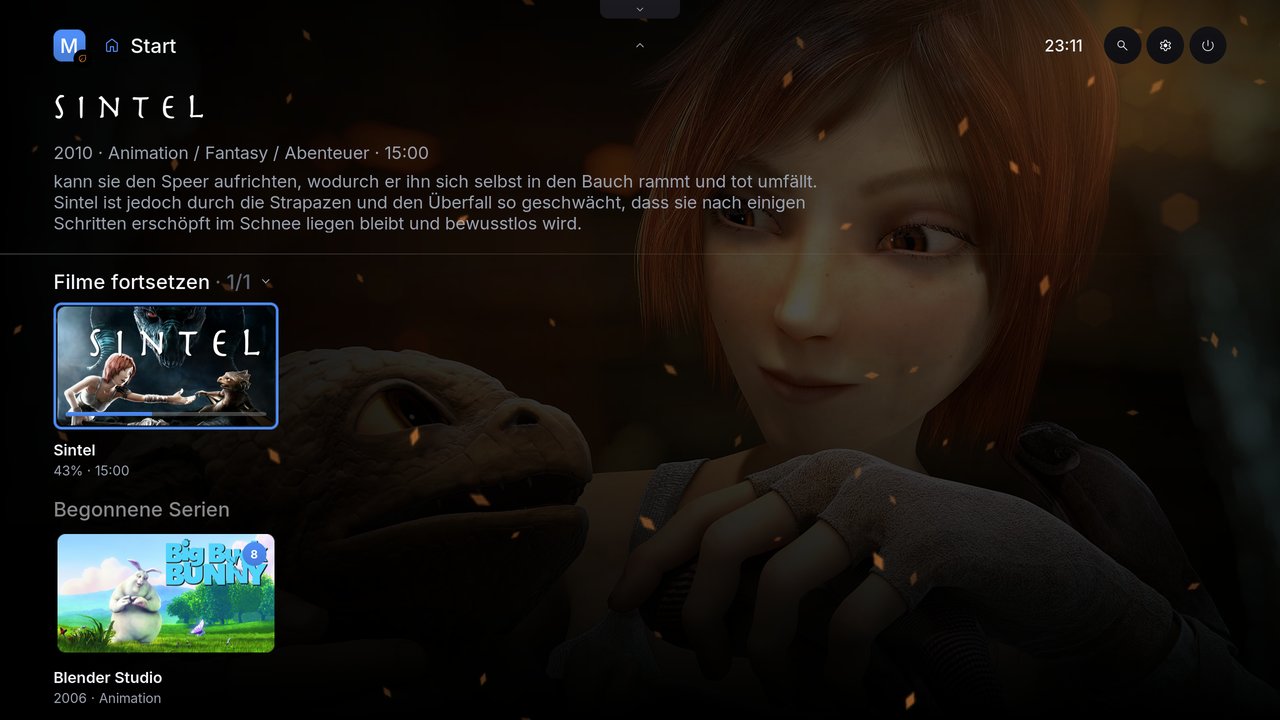 M
Start
23:11
SINTEL
2010 · Animation / Fantasy / Abenteuer · 15:00
kann sie den Speer aufrichten, wodurch er ihn sich selbst in den Bauch rammt und tot umfällt.
Sintel ist jedoch durch die Strapazen und den Überfall so geschwächt, dass sie nach einigen
Schritten erschöpft im Schnee liegen bleibt und bewusstlos wird.
Filme fortsetzen · 1/1
SINTEL
Sintel
43% · 15:00
Begonnene Serien
Big Buck
BUNNY
8
Blender Studio
2006 · Animation